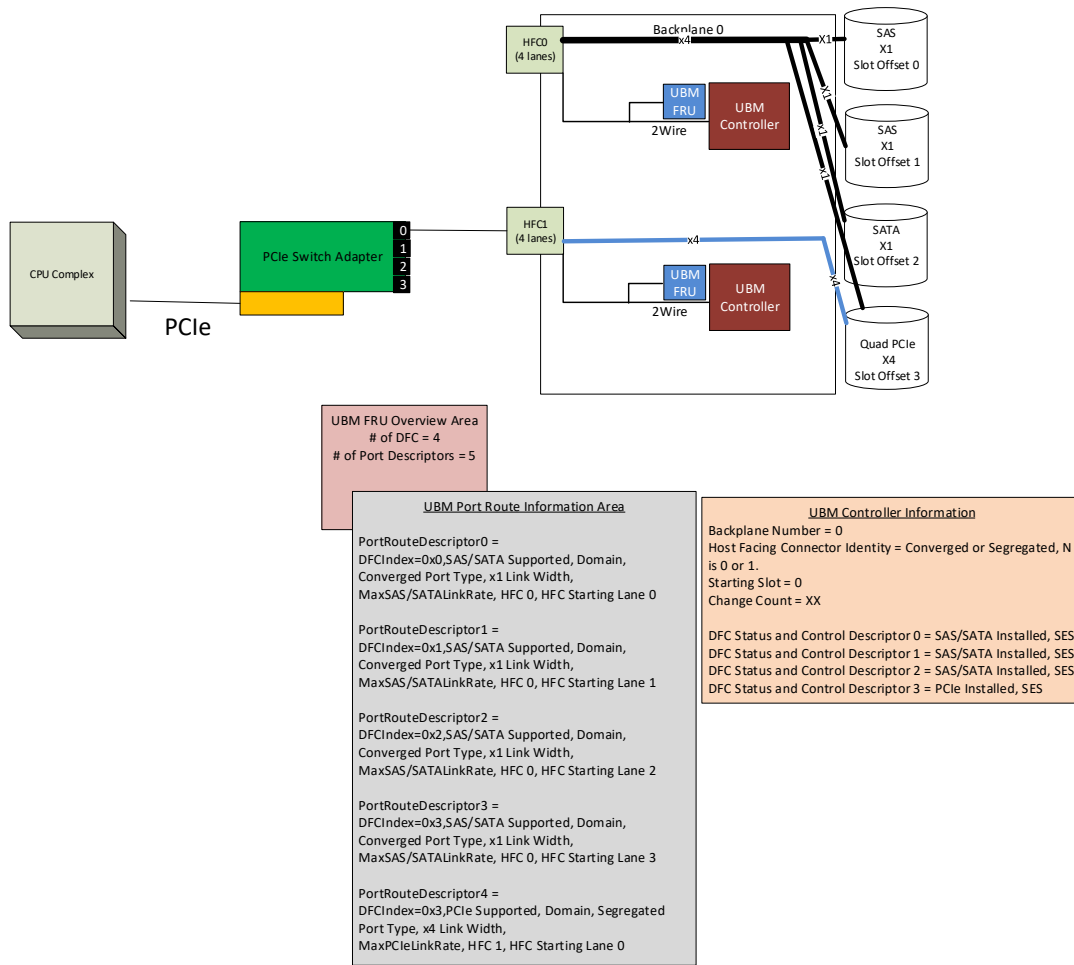 Backplane 0
HFC0
(4 lanes)
x4
X1
SAS
X1
Slot Offset 0
UBM
FRU
UBM
Controller
2Wire
X1
x1
x1
SAS
X1
Slot Offset 1
HFC1
(4 lanes)
x4
x4
SATA
X1
Slot Offset 2
UBM
FRU
UBM
Controller
2Wire
Quad PCIe
X4
Slot Offset 3
CPU Complex
PCIe
PCIe Switch Adapter
0
1
2
3
UBM FRU Overview Area
# of DFC = 4
# of Port Descriptors = 5
UBM Port Route Information Area
PortRouteDescriptor0 =
DFCIndex=0x0,SAS/SATA Supported, Domain,
Converged Port Type, x1 Link Width,
MaxSAS/SATALinkRate, HFC 0, HFC Starting Lane 0
PortRouteDescriptor1 =
DFCIndex=0x1,SAS/SATA Supported, Domain,
Converged Port Type, x1 Link Width,
MaxSAS/SATALinkRate, HFC 0, HFC Starting Lane 1
PortRouteDescriptor2 =
DFCIndex=0x2,SAS/SATA Supported, Domain,
Converged Port Type, x1 Link Width,
MaxSAS/SATALinkRate, HFC 0, HFC Starting Lane 2
PortRouteDescriptor3 =
DFCIndex=0x3,SAS/SATA Supported, Domain,
Converged Port Type, x1 Link Width,
MaxSAS/SATALinkRate, HFC 0, HFC Starting Lane 3
PortRouteDescriptor4 =
DFCIndex=0x3,PCIe Supported, Domain, Segregated
Port Type, x4 Link Width,
MaxPCIeLinkRate, HFC 1, HFC Starting Lane 0
UBM Controller Information
Backplane Number = 0
Host Facing Connector Identity = Converged or Segregated, N
is 0 or 1.
Starting Slot = 0
Change Count = XX
DFC Status and Control Descriptor 0 = SAS/SATA Installed, SES
DFC Status and Control Descriptor 1 = SAS/SATA Installed, SES
DFC Status and Control Descriptor 2 = SAS/SATA Installed, SES
DFC Status and Control Descriptor 3 = PCIe Installed, SES